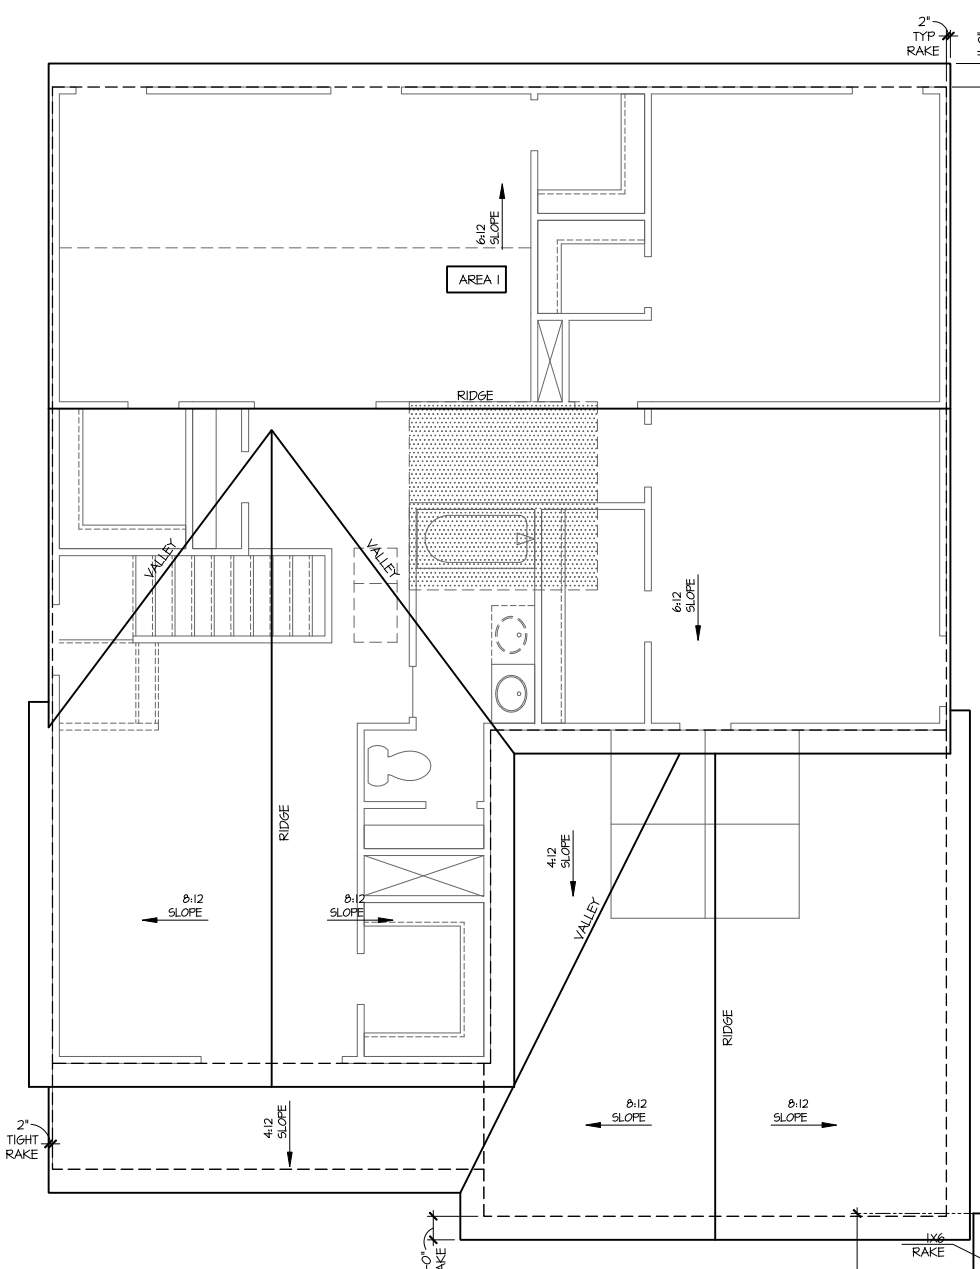 2"
TYP
RAKE
6:12
SLOPE
AREA 1
RIDGE
VALLEY
VALLEY
6:12
SLOPE
RIDGE
4:12
SLOPE
8:12
SLOPE
8:12
SLOPE
VALLEY
RIDGE
4:12
SLOPE
8:12
SLOPE
8:12
SLOPE
2"
TIGHT
RAKE
1X6
RAKE